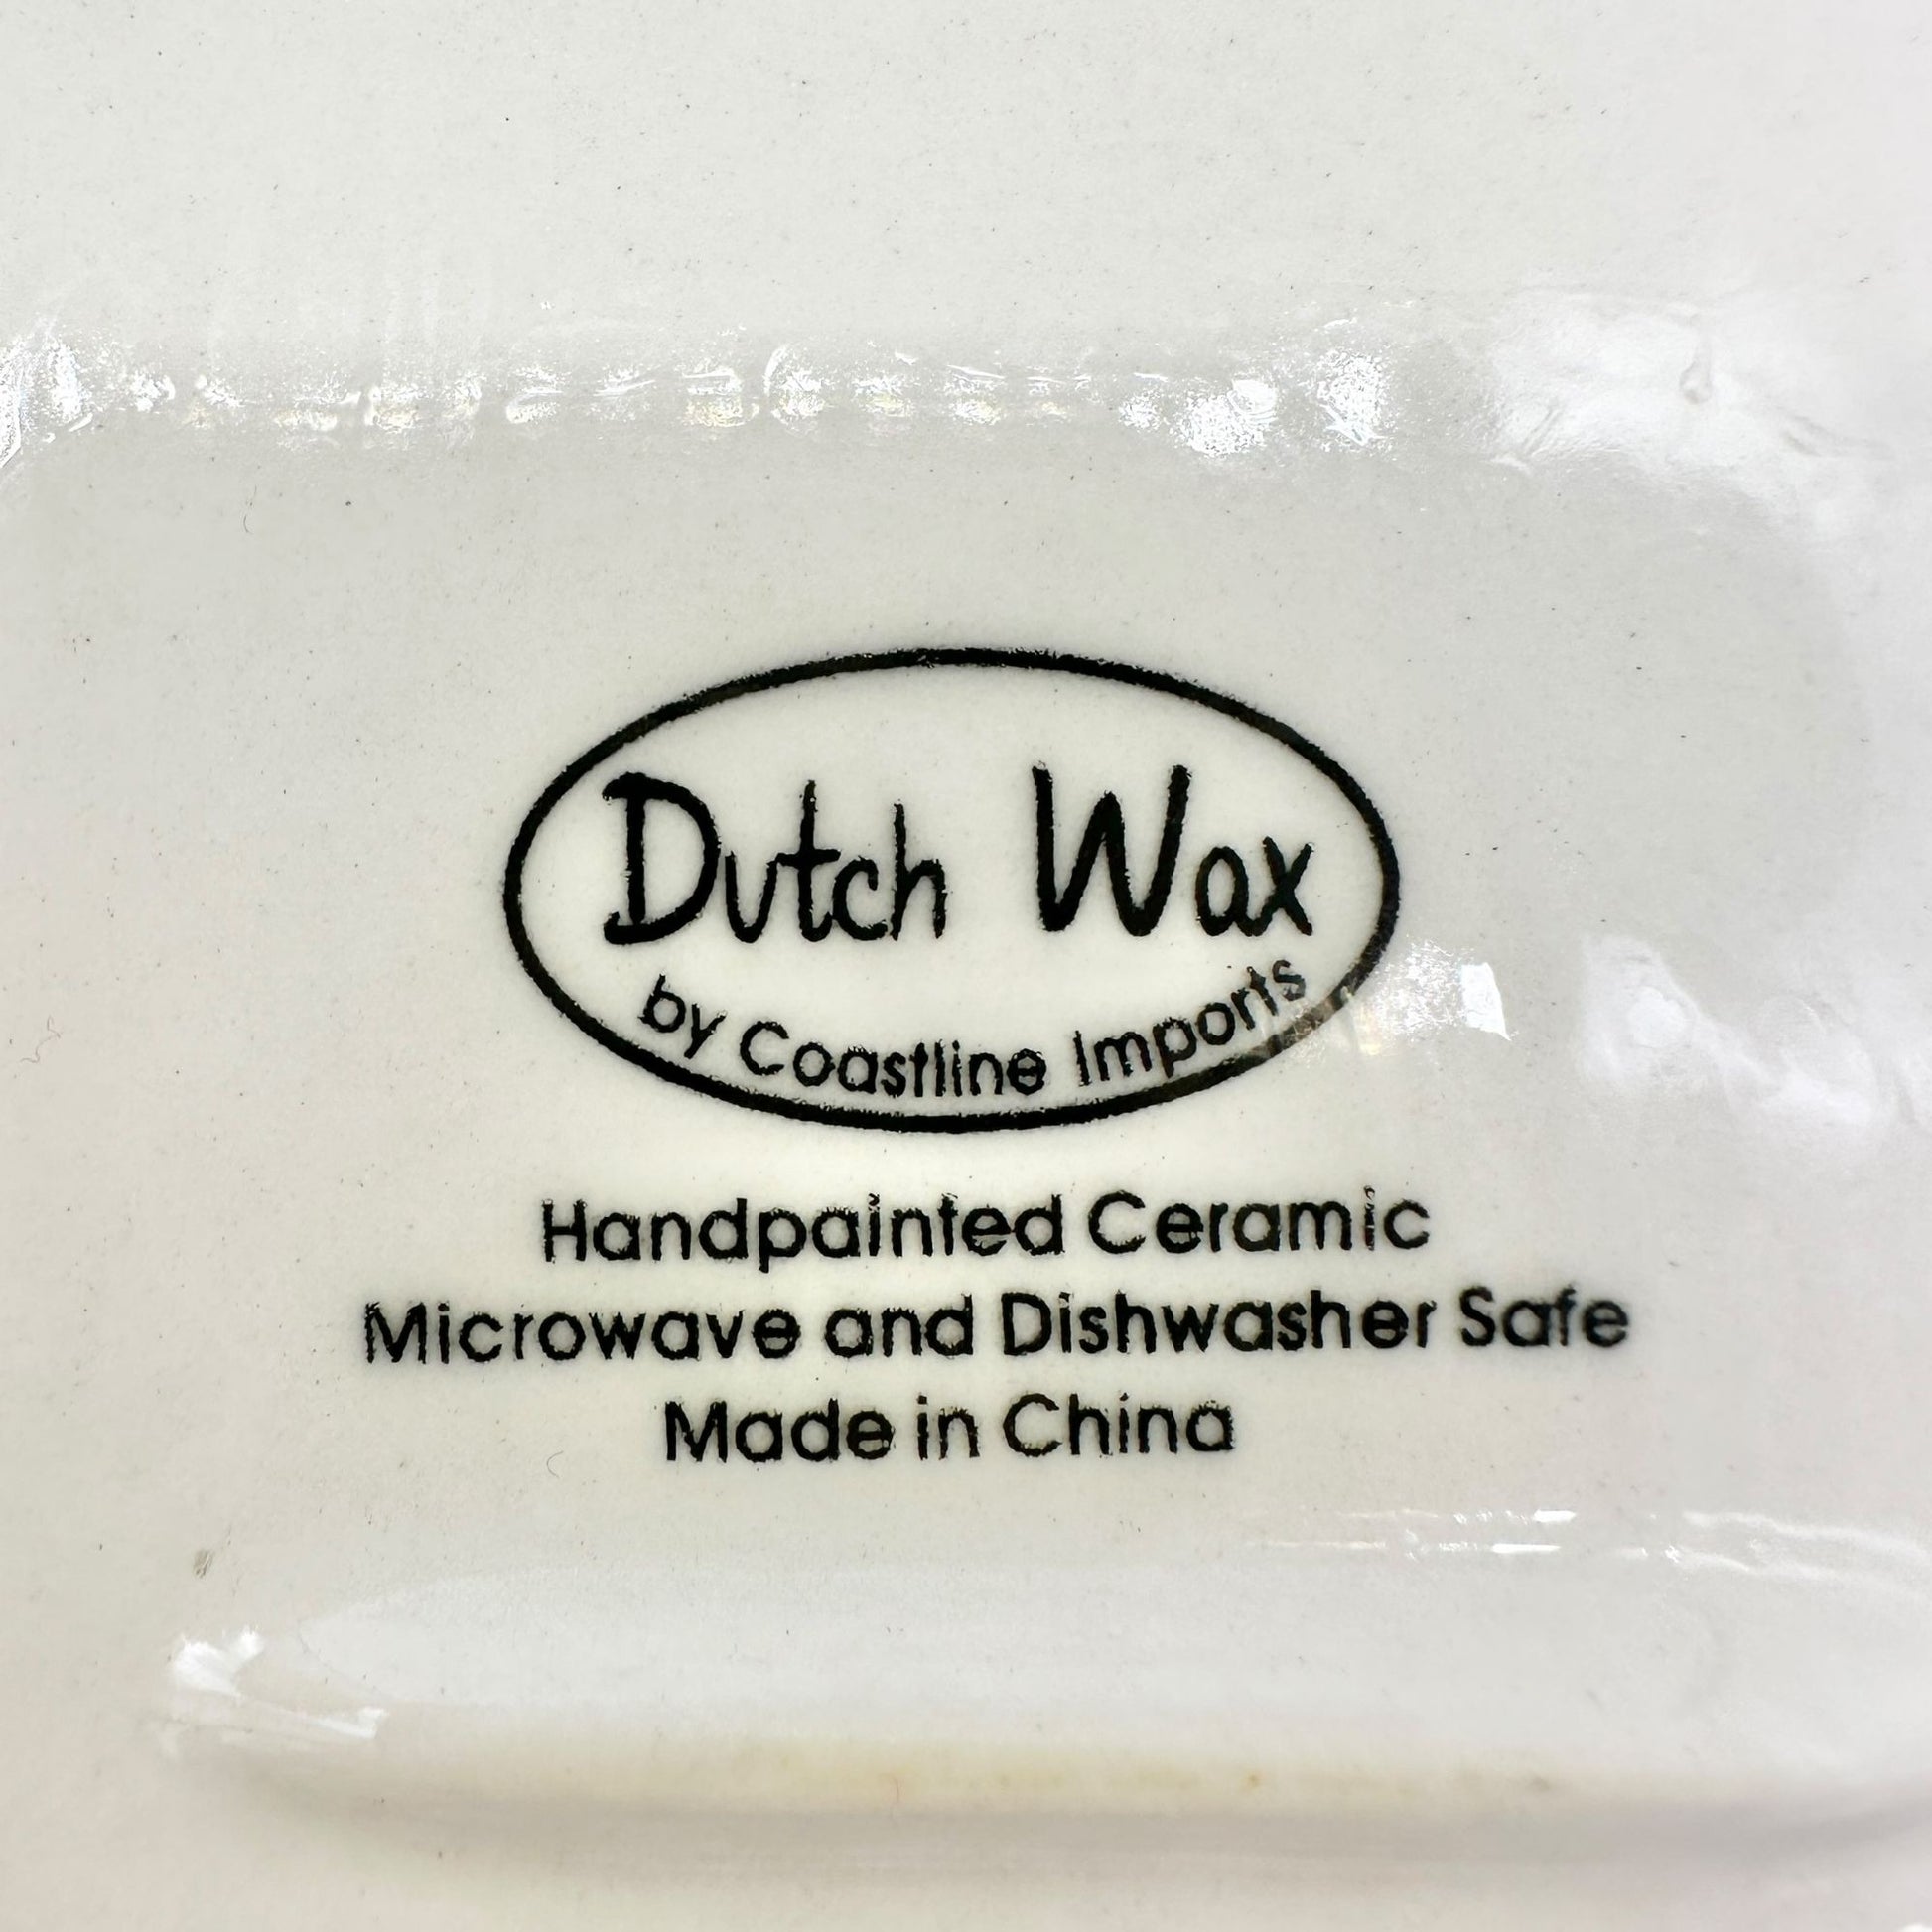 Dutch Wax
by Coastline Imports
Handpainted Ceramic
Microwave and Dishwasher Safe
Made in China